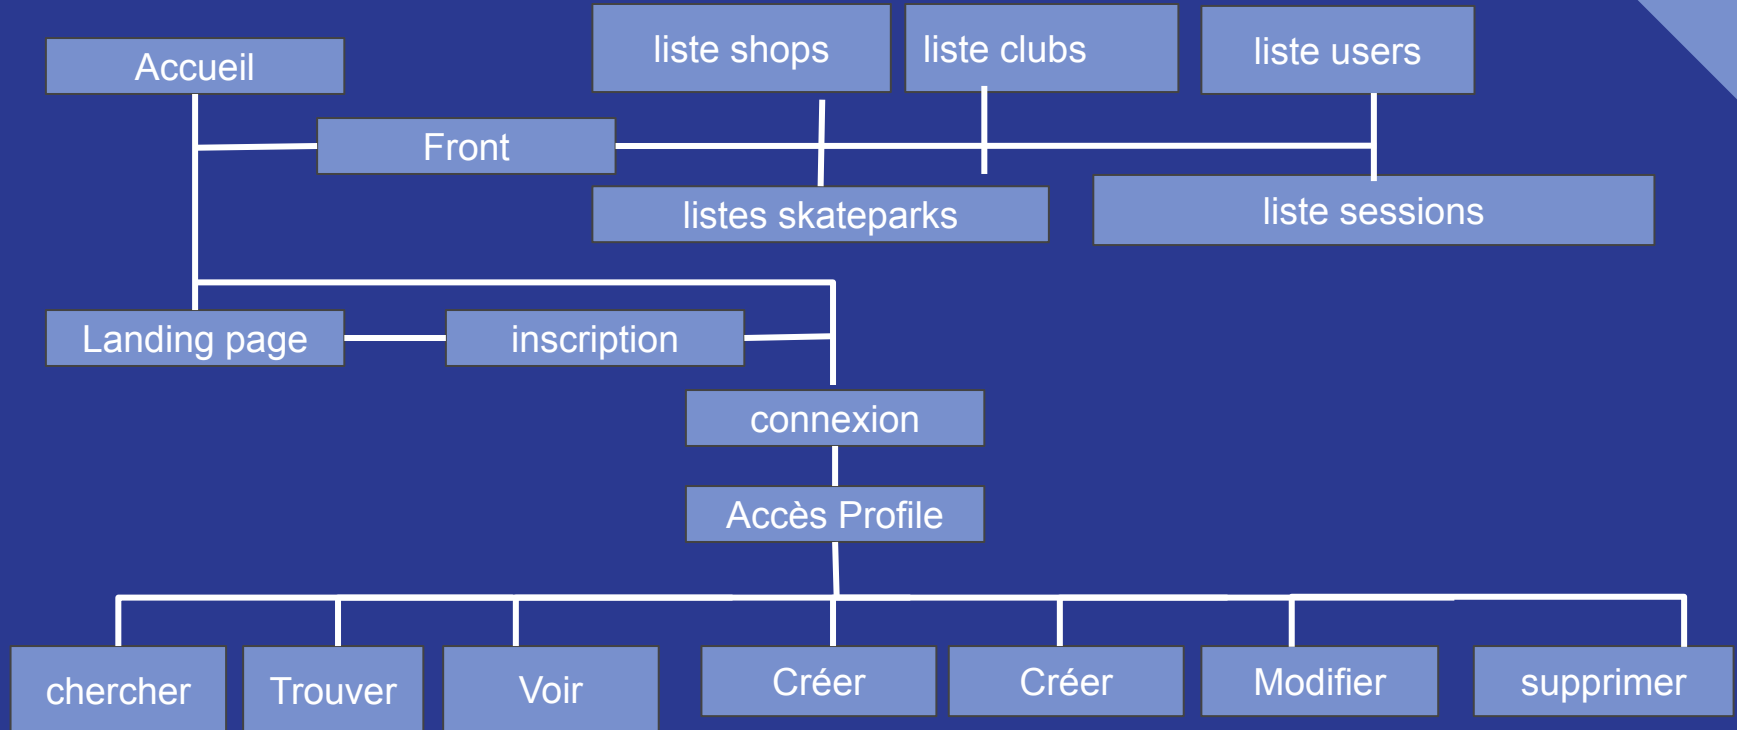 liste shops
liste clubs
liste users
Accueil
Front
listes skateparks
liste sessions
Landing page
inscription
connexion
Accès Profile
chercher
Trouver
Voir
Créer
Créer
Modifier
supprimer